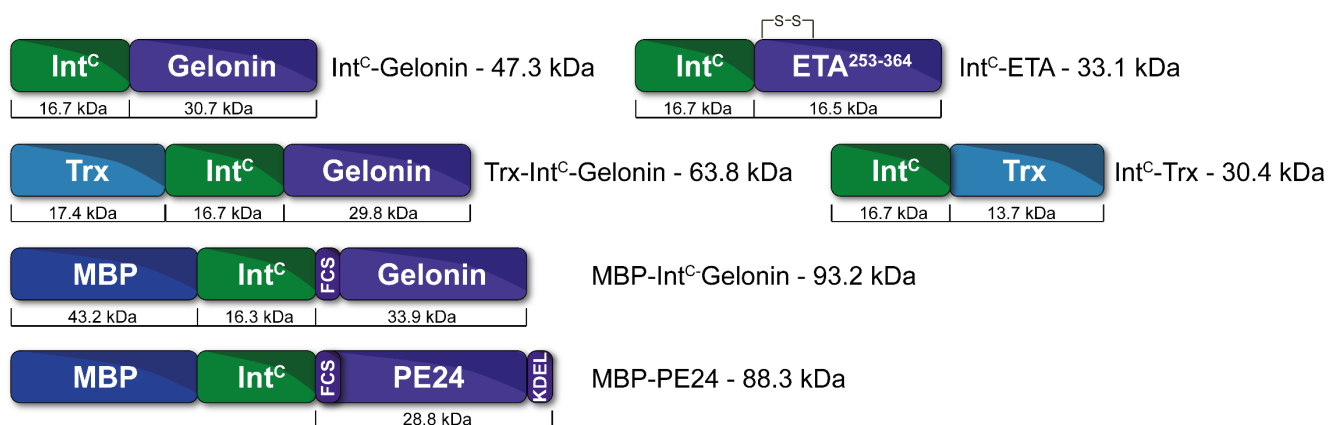 S-S
Int^C Gelonin Int^C-Gelonin - 47.3 kDa
16.7 kDa 30.7 kDa
Int^C ETA^253-364 Int^C-ETA - 33.1 kDa
16.7 kDa 16.5 kDa
Trx Int^C Gelonin Trx-Int^C-Gelonin - 63.8 kDa
17.4 kDa 16.7 kDa 29.8 kDa
Int^C Trx Int^C-Trx - 30.4 kDa
16.7 kDa 13.7 kDa
MBP Int^C FCS Gelonin MBP-Int^C-Gelonin - 93.2 kDa
43.2 kDa 16.3 kDa 33.9 kDa
MBP Int^C FCS PE24 KDEL MBP-PE24 - 88.3 kDa
28.8 kDa